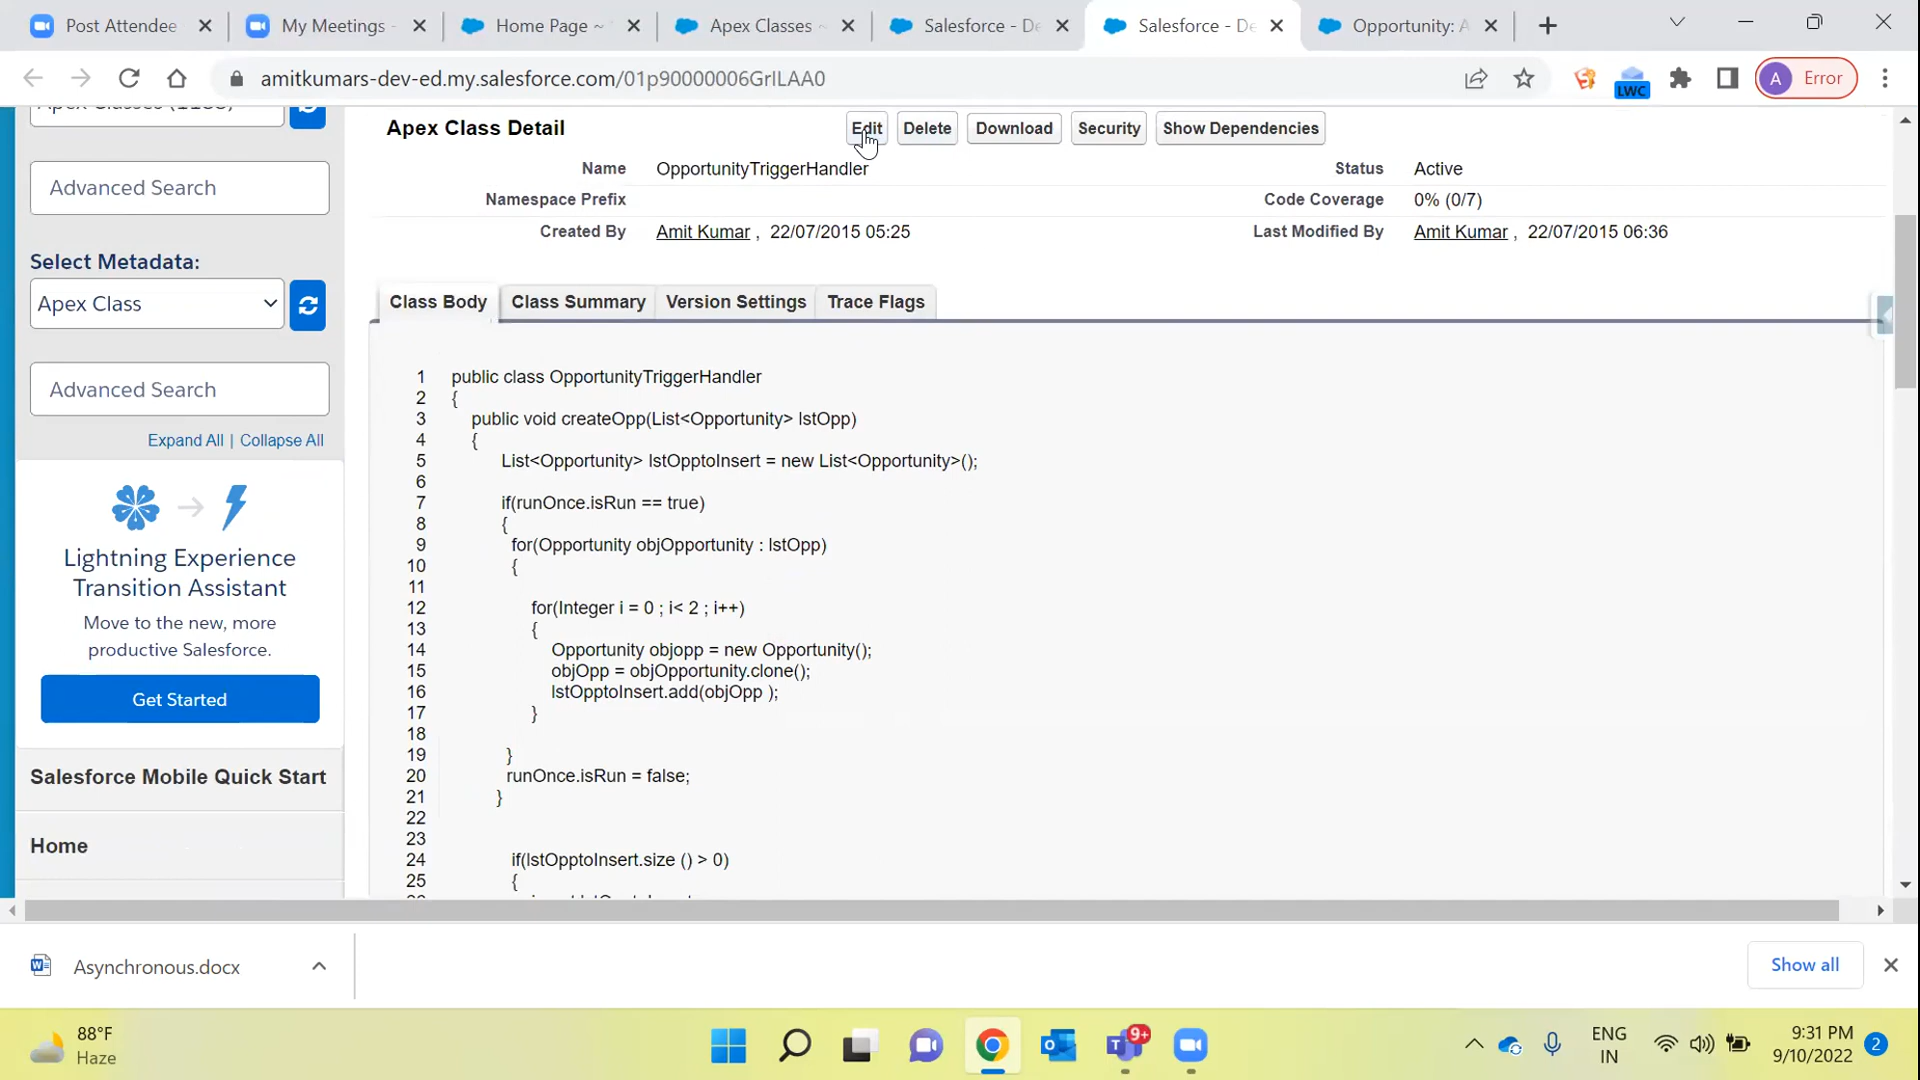 Post Attendee
My Meetings -
Home Page ~
Apex Classes ~
Salesforce - De
Salesforce - De
Opportunity: A
amitkumars-dev-ed.my.salesforce.com/01p90000006GrILAA0
LWC
A
Error
Advanced Search
Select Metadata:
Apex Class
Advanced Search
Expand All | Collapse All
Lightning Experience
Transition Assistant
Move to the new, more
productive Salesforce.
Get Started
Salesforce Mobile Quick Start
Home
Apex Class Detail
Edit
Delete
Download
Security
Show Dependencies
Name
OpportunityTriggerHandler
Status
Active
Namespace Prefix
Code Coverage
0% (0/7)
Created By
Amit Kumar , 22/07/2015 05:25
Last Modified By
Amit Kumar , 22/07/2015 06:36
Class Body
Class Summary
Version Settings
Trace Flags
1 public class OpportunityTriggerHandler
2 {
3 public void createOpp(List<Opportunity> lstOpp)
4 {
5 List<Opportunity> lstOpptoInsert = new List<Opportunity>();
6
7 if(runOnce.isRun == true)
8 {
9 for(Opportunity objOpportunity : lstOpp)
10 {
11
12 for(Integer i = 0 ; i< 2 ; i++)
13 {
14 Opportunity objopp = new Opportunity();
15 objOpp = objOpportunity.clone();
16 lstOpptoInsert.add(objOpp );
17 }
18
19 }
20 runOnce.isRun = false;
21 }
22
23
24 if(lstOpptoInsert.size () > 0)
25 {
Asynchronous.docx
Show all
88°F
Haze
9+
ENG
IN
9:31 PM
9/10/2022
2